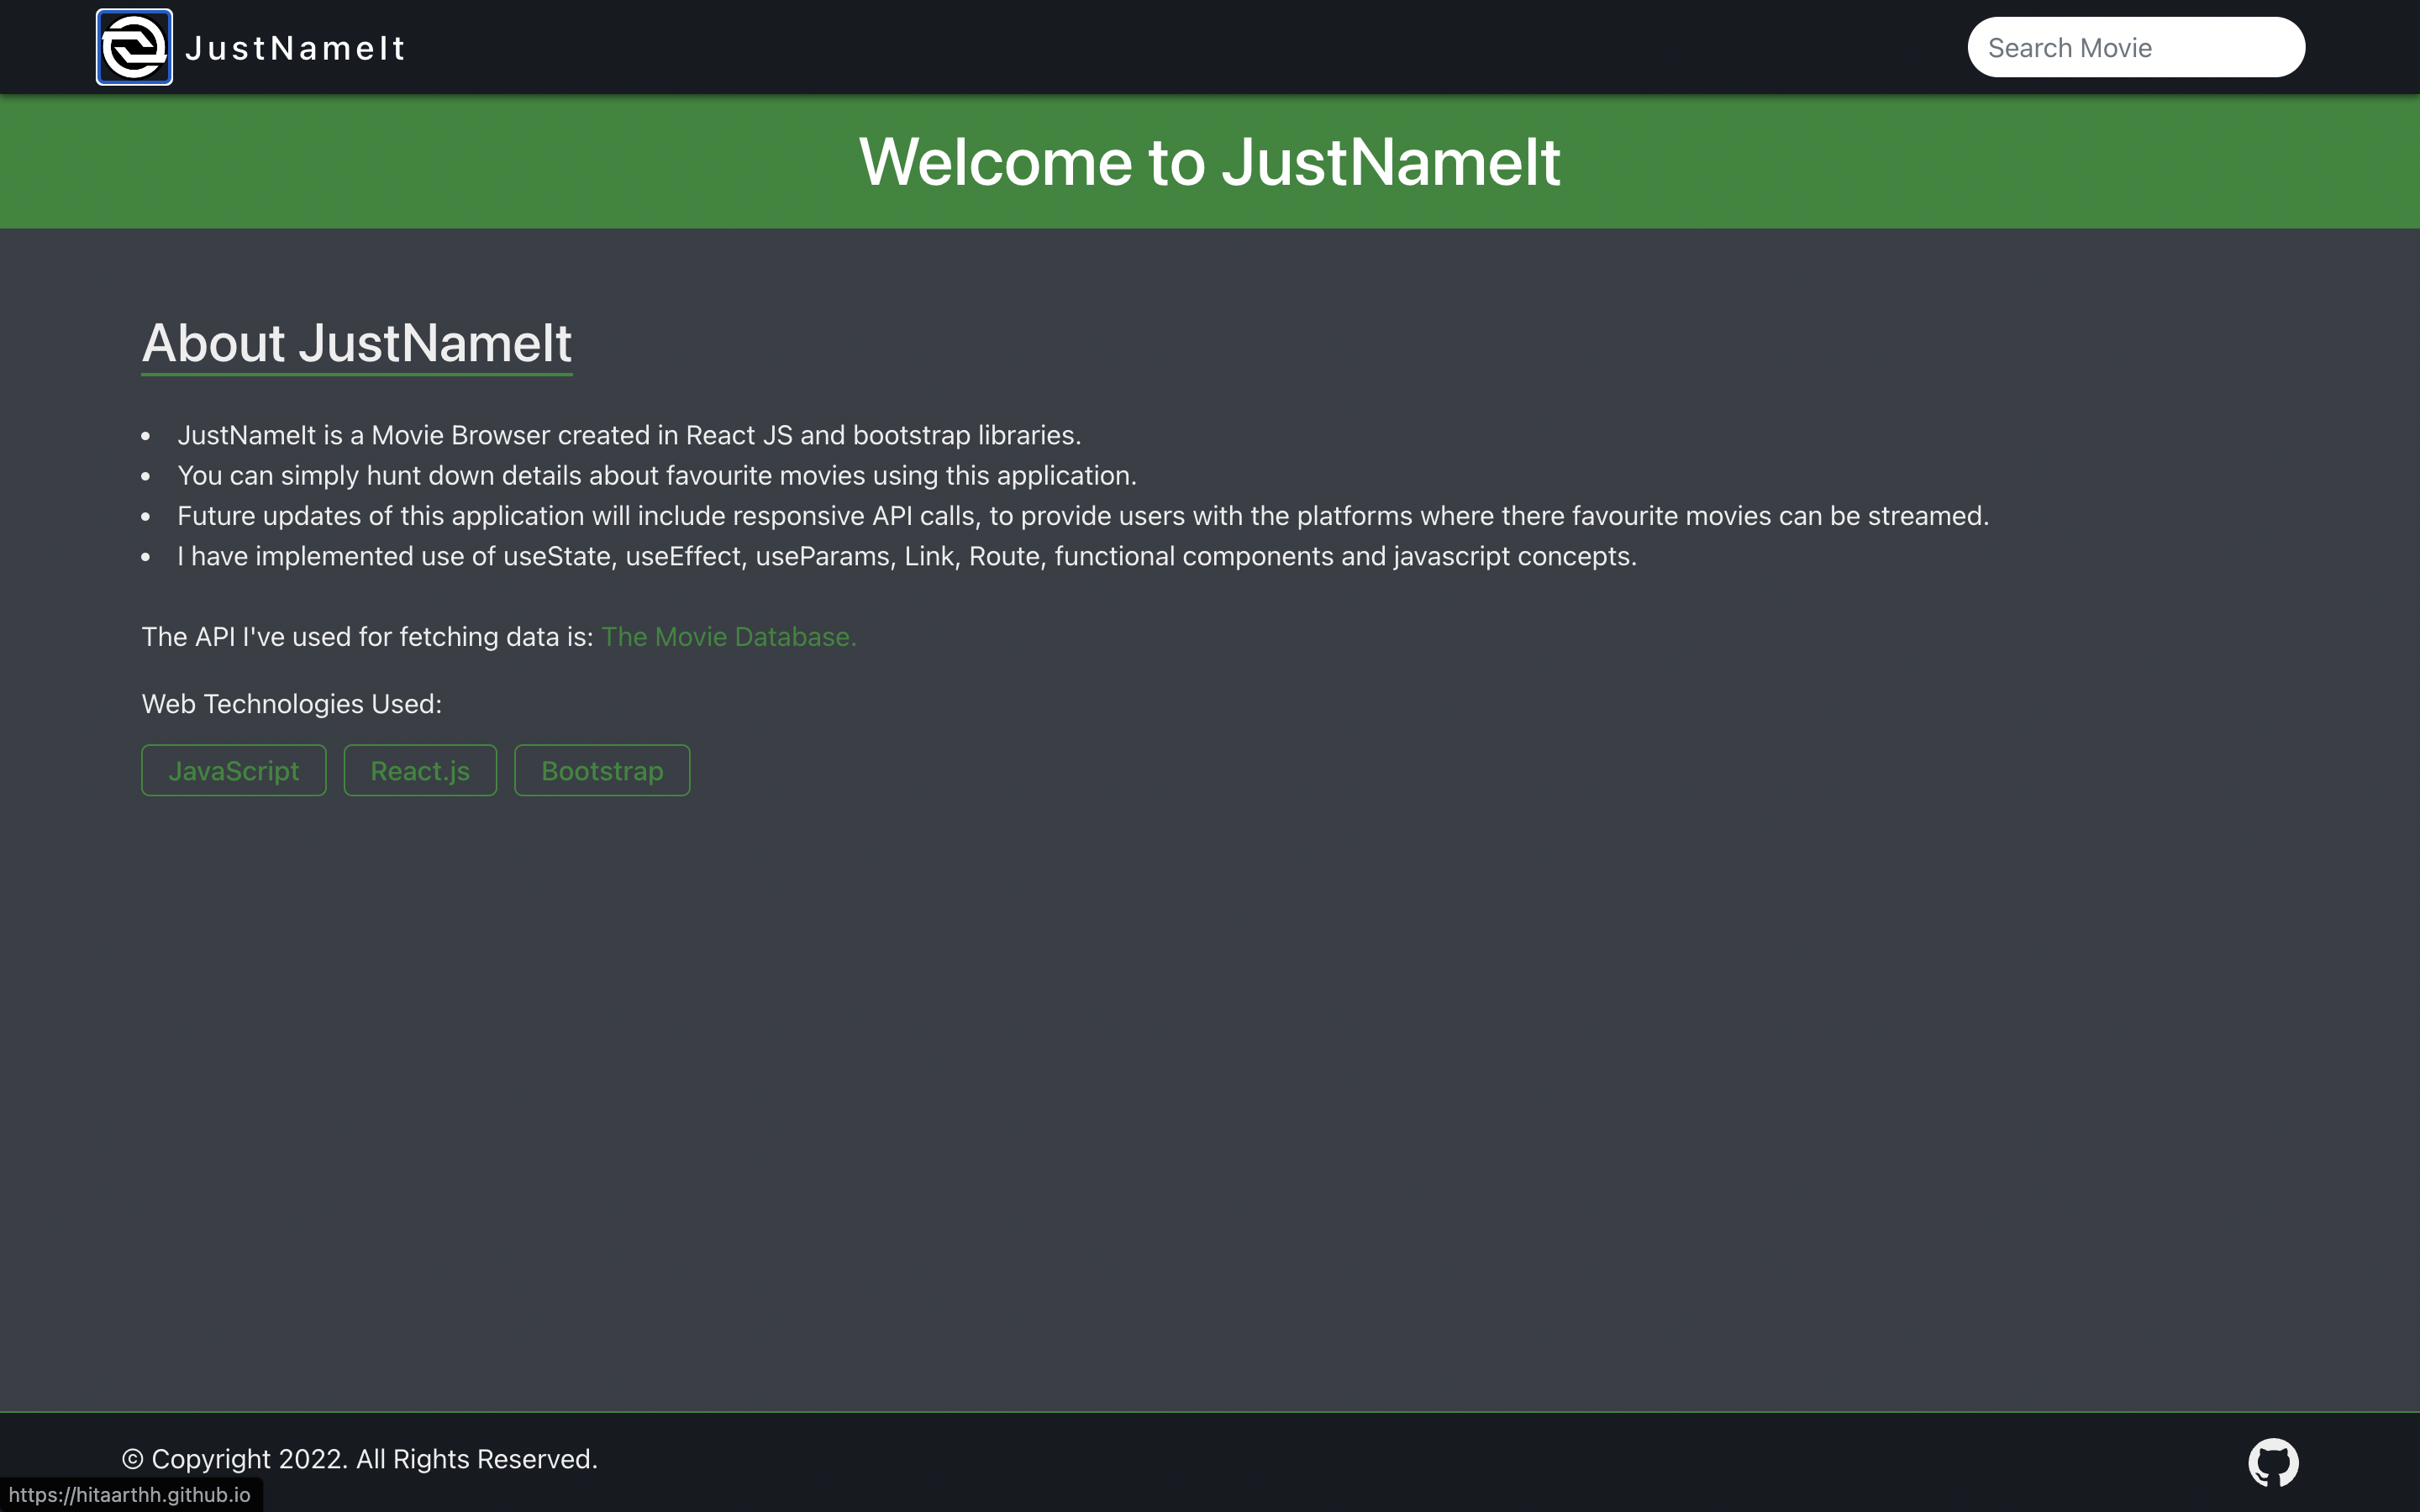 JustNameIt
Search Movie
Welcome to JustNameIt
About JustNameIt
• JustNameIt is a Movie Browser created in React JS and bootstrap libraries.
• You can simply hunt down details about favourite movies using this application.
• Future updates of this application will include responsive API calls, to provide users with the platforms where there favourite movies can be streamed.
• I have implemented use of useState, useEffect, useParams, Link, Route, functional components and javascript concepts.
The API I've used for fetching data is: The Movie Database.
Web Technologies Used:
JavaScript React.js Bootstrap
© Copyright 2022. All Rights Reserved.
https://hitaarthh.github.io